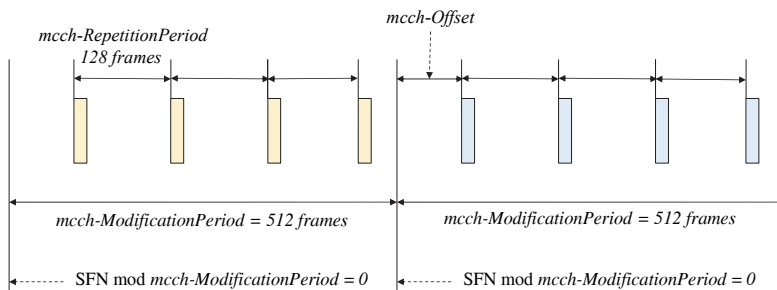 mcch-Offset
mcch-RepetitionPeriod
128 frames
mcch-ModificationPeriod = 512 frames
mcch-ModificationPeriod = 512 frames
SFN mod mcch-ModificationPeriod = 0
SFN mod mcch-ModificationPeriod = 0